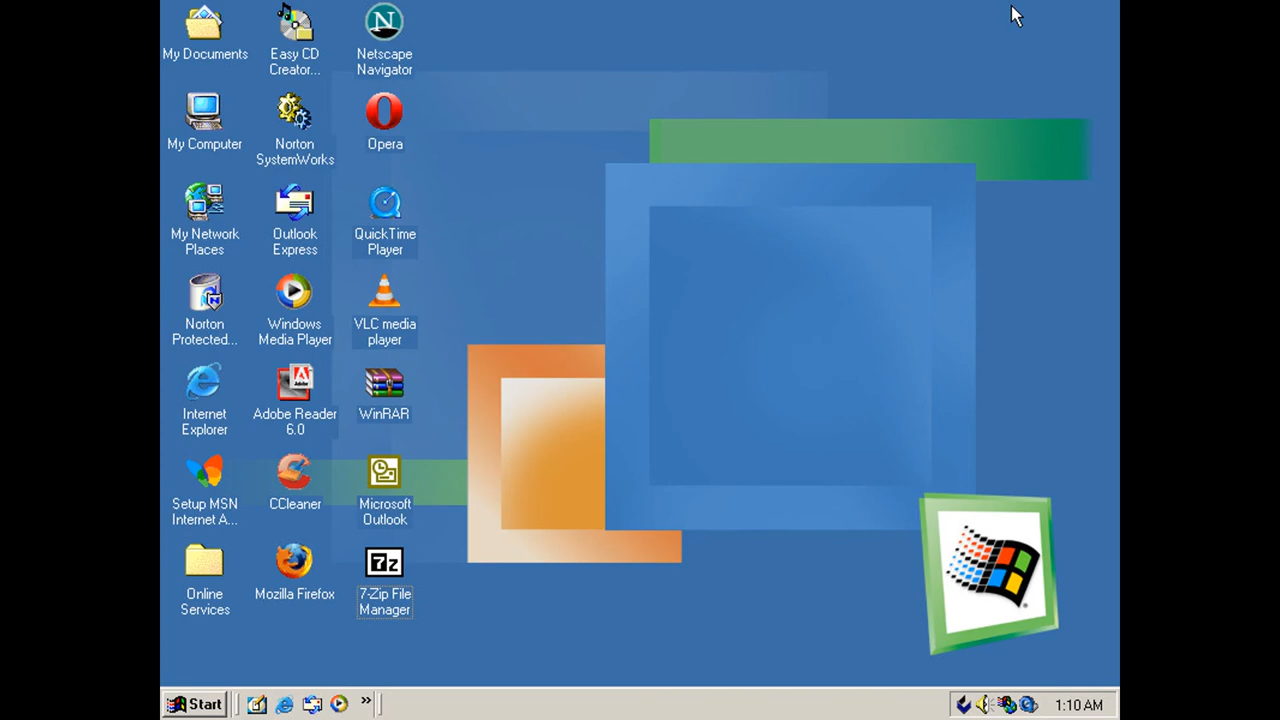 My Documents
Easy CD
Creator...
Netscape
Navigator
My Computer
Norton
SystemWorks
Opera
My Network
Places
Outlook
Express
QuickTime
Player
Norton
Protected...
Windows
Media Player
VLC media
player
Internet
Explorer
Adobe Reader
6.0
WinRAR
Setup MSN
Internet A...
CCleaner
Microsoft
Outlook
Online
Services
Mozilla Firefox
7z
7-Zip File
Manager
Start
»
1:10 AM